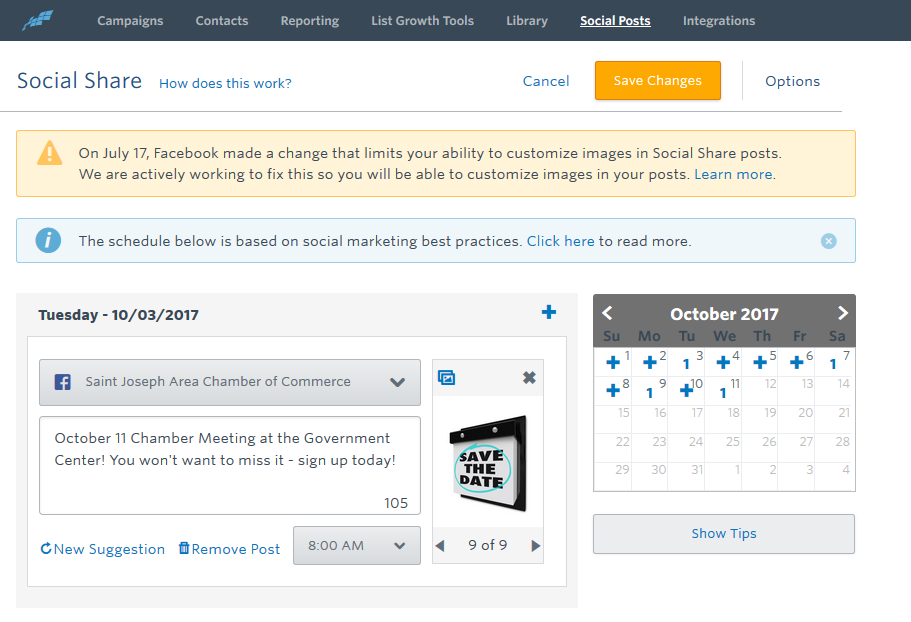 Campaigns Contacts Reporting List Growth Tools Library Social Posts Integrations
Social Share How does this work? Cancel Save Changes Options
On July 17, Facebook made a change that limits your ability to customize images in Social Share posts.
We are actively working to fix this so you will be able to customize images in your posts. Learn more.
The schedule below is based on social marketing best practices. Click here to read more.
Tuesday - 10/03/2017
Saint Joseph Area Chamber of Commerce
October 11 Chamber Meeting at the Government
Center! You won't want to miss it - sign up today!
105
New Suggestion Remove Post 8:00 AM
SAVE
THE
DATE
9 of 9
October 2017
Su Mo Tu We Th Fr Sa
+ 1 + 2 1 3 + 4 + 5 + 6 1 7
+ 8 1 9 + 10 1 11 12 13 14
15 16 17 18 19 20 21
22 23 24 25 26 27 28
29 30 31 1 2 3 4
Show Tips